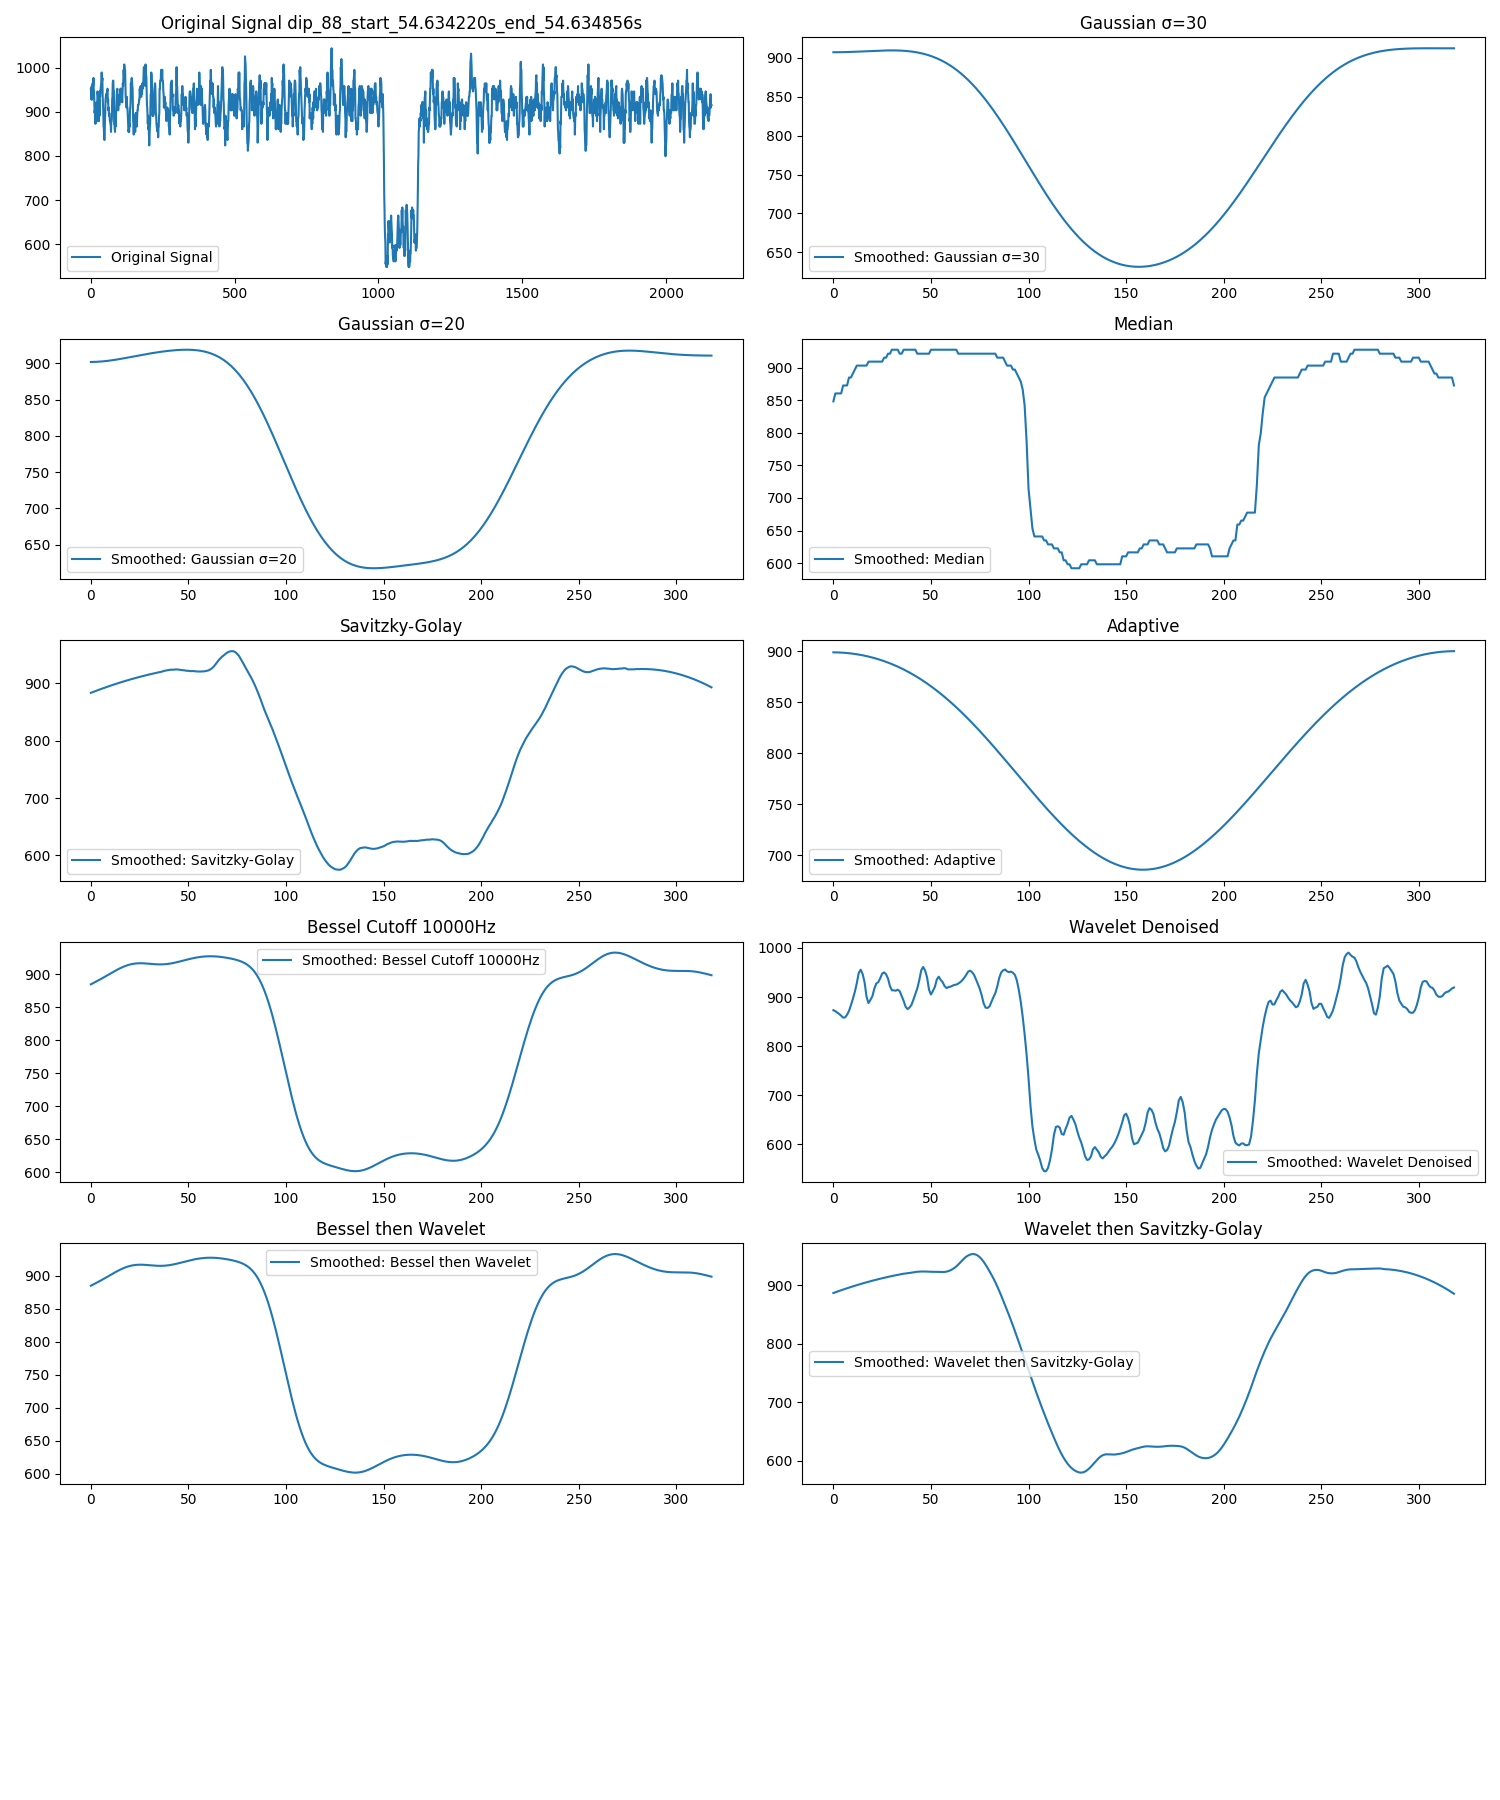 Original Signal dip_88_start_54.634220s_end_54.634856s
1000
900
800
700
600
Original Signal
0 500 1000 1500 2000
Gaussian σ=30
900
850
800
750
700
650
Smoothed: Gaussian σ=30
0 50 100 150 200 250 300
Gaussian σ=20
900
850
800
750
700
650
Smoothed: Gaussian σ=20
0 50 100 150 200 250 300
Median
900
850
800
750
700
650
600
Smoothed: Median
0 50 100 150 200 250 300
Savitzky-Golay
900
800
700
600
Smoothed: Savitzky-Golay
0 50 100 150 200 250 300
Adaptive
900
850
800
750
700
Smoothed: Adaptive
0 50 100 150 200 250 300
Bessel Cutoff 10000Hz
Smoothed: Bessel Cutoff 10000Hz
900
850
800
750
700
650
600
0 50 100 150 200 250 300
Wavelet Denoised
1000
900
800
700
600
Smoothed: Wavelet Denoised
0 50 100 150 200 250 300
Bessel then Wavelet
Smoothed: Bessel then Wavelet
900
850
800
750
700
650
600
0 50 100 150 200 250 300
Wavelet then Savitzky-Golay
900
800
Smoothed: Wavelet then Savitzky-Golay
700
600
0 50 100 150 200 250 300